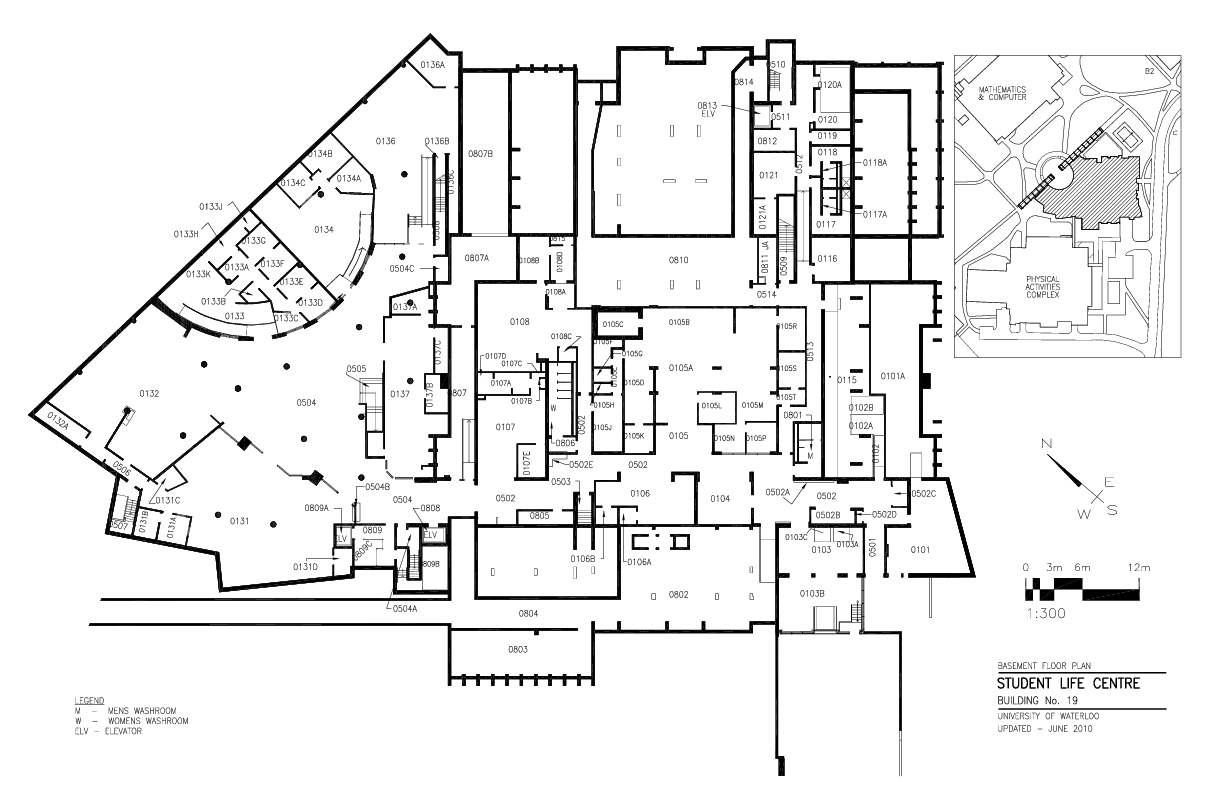 0136A
0510
0814
0120A
MATHEMATICS
& COMPUTER
B2
0813
ELV
0511
0120
0136
0136B
0812
0119
0118
0134B
0807B
0512
0118A
0134C
0134A
0136C
0121
0133J
0121A
0117A
0133H
0134
0508
0117
0133G
0815
0811 JA
0509
0133F
0108B
0108D
0116
0133K
0133A
0504C
0807A
0810
0133E
PHYSICAL
ACTIVITIES
COMPLEX
0133B
0133D
0108A
0514
0133
0133C
0137A
0108
0105C
0105B
0105R
0108C
0105F
0513
0137C
0107D
0105G
0505
0107C
0105E
0105A
0105S
0101A
0107A
0105D
0115
0132
0504
0137
0137B
0807
0107B
0105T
0105H
0105L
0105M
0102B
0132A
W
0801
0102A
0107
0502
0105J
0105K
0105
0105N
0105P
0806
M
0102
N
0506
0107E
0502E
0502
E
0131C
0504B
0503
0502A
0502C
0504
0502
0106
0104
0502
W
S
0507
0131B
0131A
0131
0809A
0808
0805
0502B
0502D
ELV
0809
ELV
0103C
0103A
0809C
0103
0501
0101
0131D
0809B
0106B
0106A
0 3m 6m 12m
0504A
0804
0802
0103B
1:300
0803
BASEMENT FLOOR PLAN
STUDENT LIFE CENTRE
BUILDING No. 19
UNIVERSITY OF WATERLOO
UPDATED – JUNE 2010
LEGEND
M – MENS WASHROOM
W – WOMENS WASHROOM
ELV – ELEVATOR